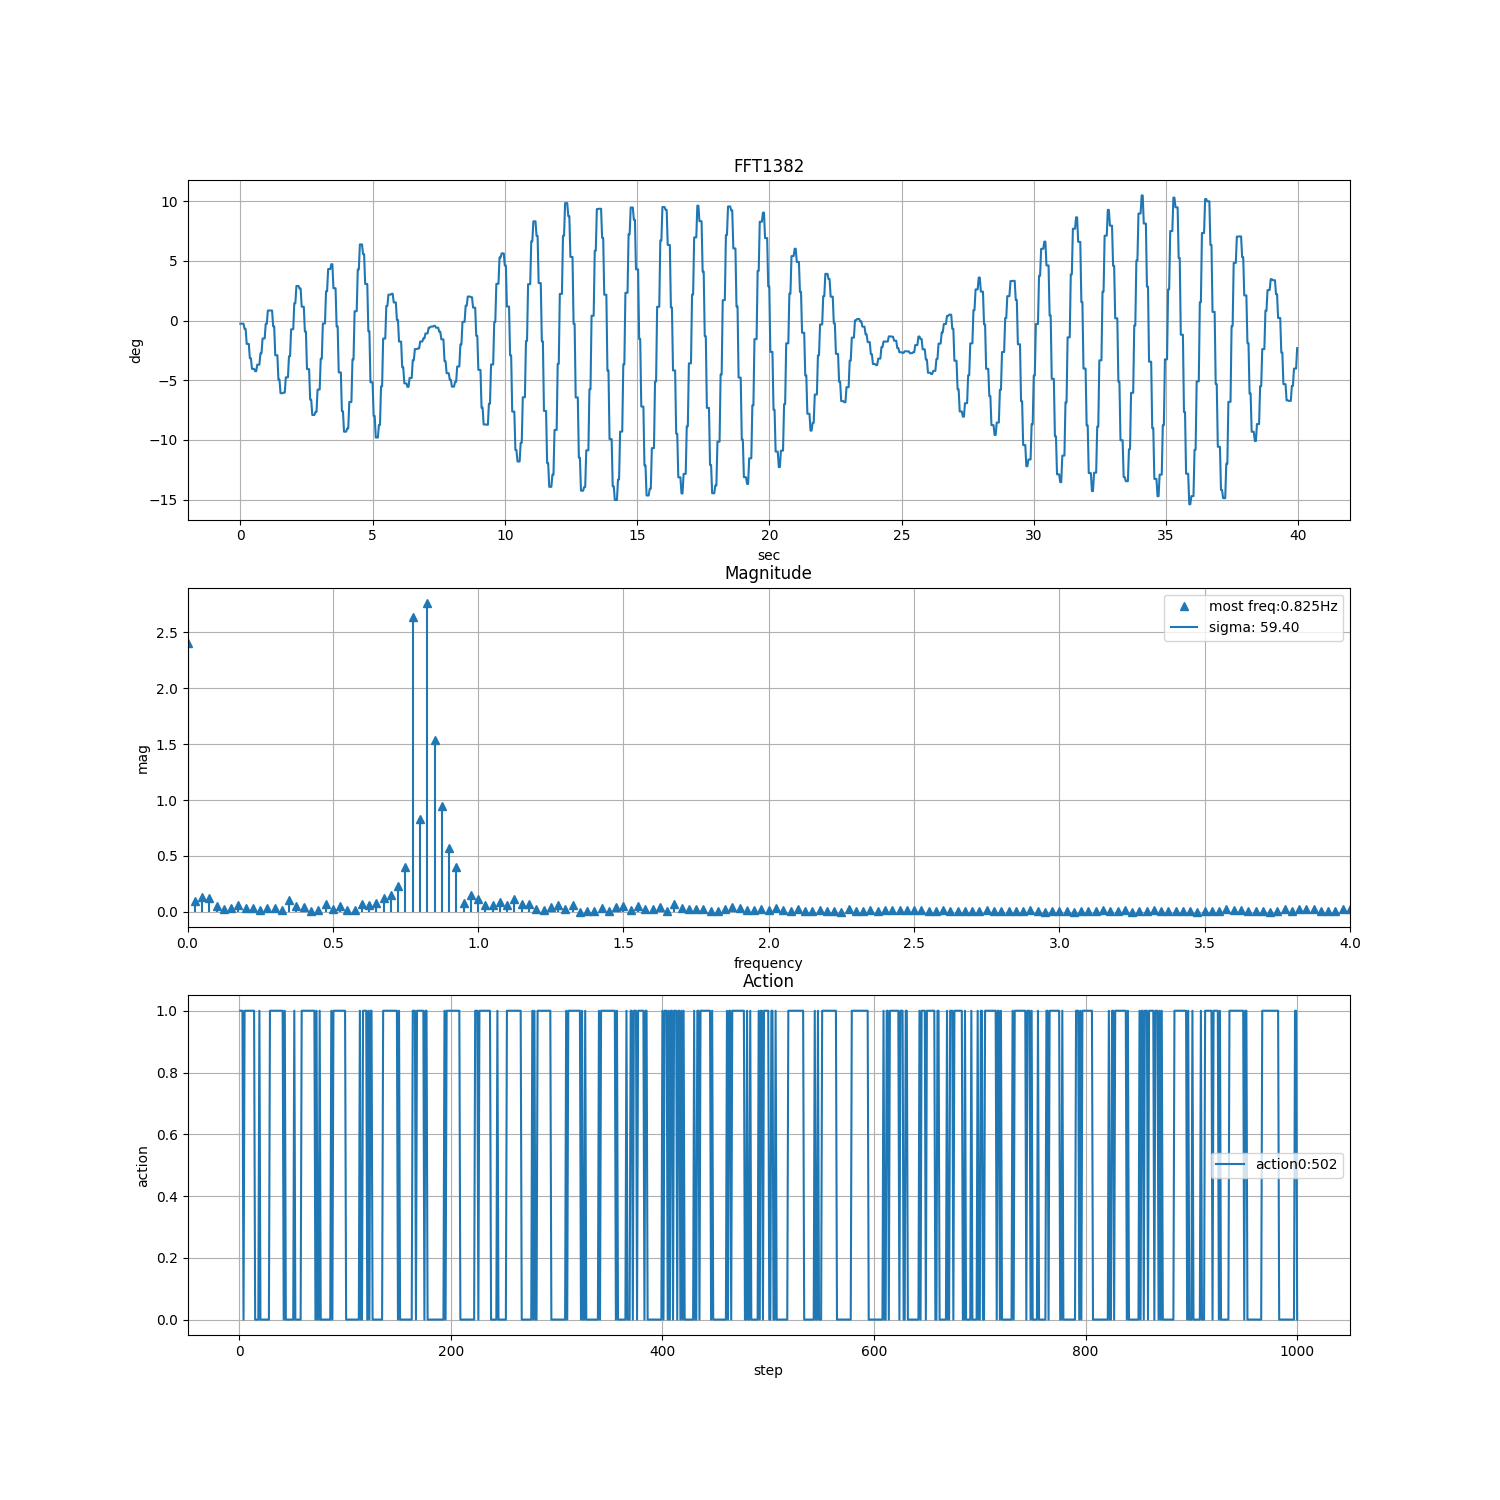 FFT1382
10
5
0
−5
−10
−15
deg
0 5 10 15 20 25 30 35 40
sec
Magnitude
most freq:0.825Hz
sigma: 59.40
2.5
2.0
1.5
1.0
0.5
0.0
mag
0.0 0.5 1.0 1.5 2.0 2.5 3.0 3.5 4.0
frequency
Action
1.0
0.8
0.6
0.4
0.2
0.0
action
action0:502
0 200 400 600 800 1000
step